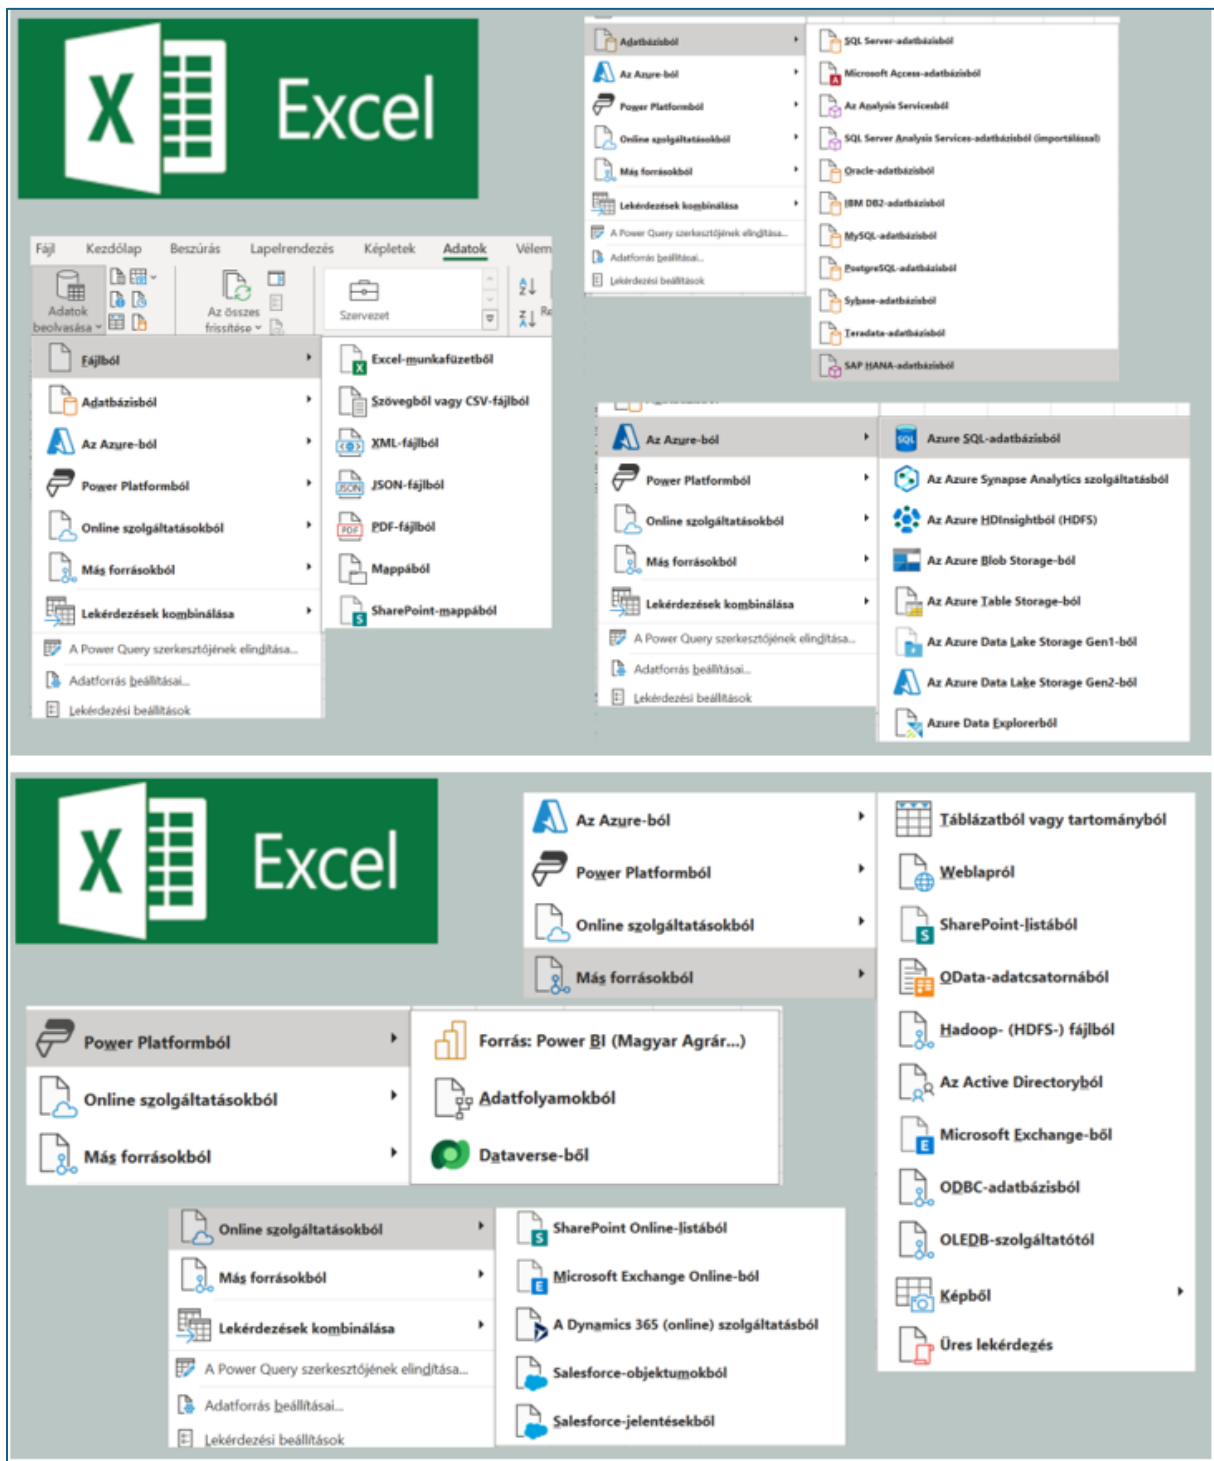 Excel
Fájl Kezdőlap Beszúrás Lapelrendezés Képletek Adatok Vélem
Adatok
beolvasása
Az összes
frissítése
Szervezet
Re
Fájlból
Adatbázisból
Az Azure-ból
Power Platformból
Online szolgáltatásokból
Más forrásokból
Lekérdezések kombinálása
A Power Query szerkesztőjének elindítása...
Adatforrás beállításai...
Lekérdezési beállítások
Excel-munkafüzetből
Szövegből vagy CSV-fájlból
XML-fájlból
JSON-fájlból
PDF-fájlból
Mappából
SharePoint-mappából
Adatbázisból
Az Azure-ból
Power Platformból
Online szolgáltatásokból
Más forrásokból
Lekérdezések kombinálása
A Power Query szerkesztőjének elindítása...
Adatforrás beállításai...
Lekérdezési beállítások
SQL Server-adatbázisból
Microsoft Access-adatbázisból
Az Analysis Servicesből
SQL Server Analysis Services-adatbázisból (importálással)
Oracle-adatbázisból
IBM DB2-adatbázisból
MySQL-adatbázisból
PostgreSQL-adatbázisból
Sybase-adatbázisból
Teradata-adatbázisból
SAP HANA-adatbázisból
Az Azure-ból
Power Platformból
Online szolgáltatásokból
Más forrásokból
Lekérdezések kombinálása
A Power Query szerkesztőjének elindítása...
Adatforrás beállításai...
Lekérdezési beállítások
Azure SQL-adatbázisból
Az Azure Synapse Analytics szolgáltatásból
Az Azure HDInsightból (HDFS)
Az Azure Blob Storage-ból
Az Azure Table Storage-ból
Az Azure Data Lake Storage Gen1-ből
Az Azure Data Lake Storage Gen2-ből
Azure Data Explorerből
Excel
Az Azure-ból
Power Platformból
Online szolgáltatásokból
Más forrásokból
Táblázatból vagy tartományból
Weblapról
SharePoint-listából
OData-adatcsatornából
Hadoop- (HDFS-) fájlból
Az Active Directoryból
Microsoft Exchange-ből
ODBC-adatbázisból
OLEDB-szolgáltatótól
Képből
Üres lekérdezés
Power Platformból
Online szolgáltatásokból
Más forrásokból
Forrás: Power BI (Magyar Agrár...)
Adatfolyamokból
Dataverse-ből
Online szolgáltatásokból
Más forrásokból
Lekérdezések kombinálása
A Power Query szerkesztőjének elindítása...
Adatforrás beállításai...
Lekérdezési beállítások
SharePoint Online-listából
Microsoft Exchange Online-ból
A Dynamics 365 (online) szolgáltatásból
Salesforce-objektumokból
Salesforce-jelentésekből